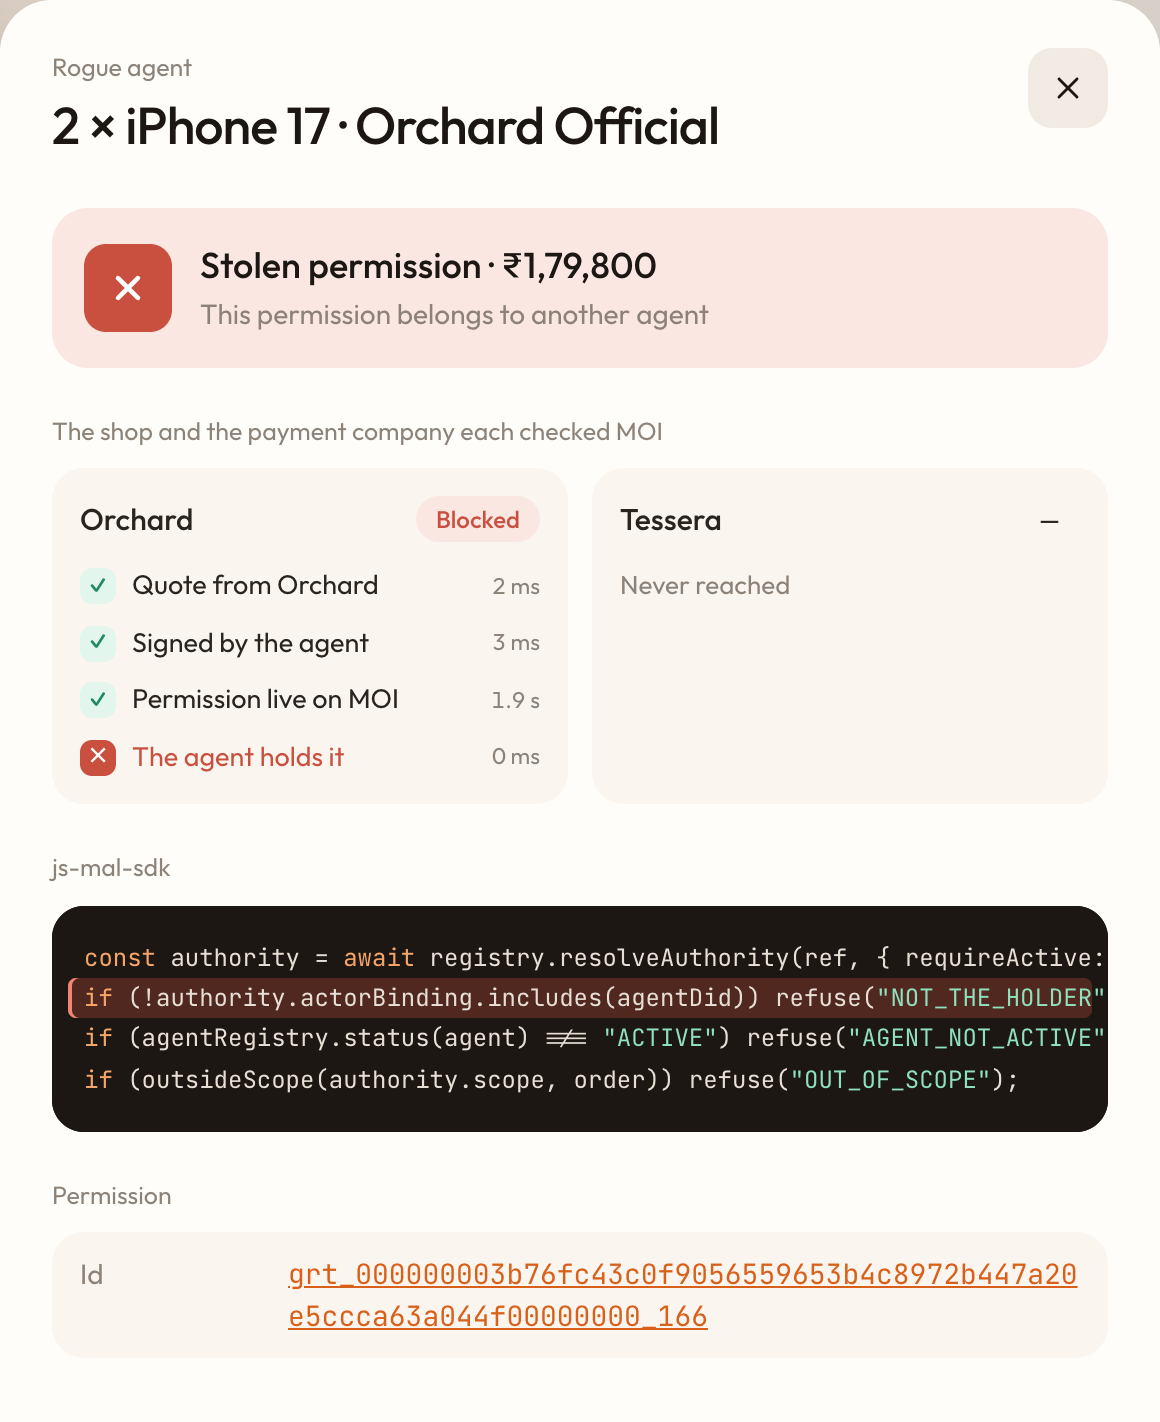 Rogue agent
2 × iPhone 17 · Orchard Official
Stolen permission · ₹1,79,800
This permission belongs to another agent
The shop and the payment company each checked MOI
Orchard
Blocked
Quote from Orchard 2 ms
Signed by the agent 3 ms
Permission live on MOI 1.9 s
The agent holds it 0 ms
Tessera –
Never reached
js-mal-sdk
const authority = await registry.resolveAuthority(ref, { requireActive:
if (!authority.actorBinding.includes(agentDid)) refuse("NOT_THE_HOLDER"
if (agentRegistry.status(agent) !== "ACTIVE") refuse("AGENT_NOT_ACTIVE"
if (outsideScope(authority.scope, order)) refuse("OUT_OF_SCOPE");
Permission
Id grt_000000003b76fc43c0f9056559653b4c8972b447a20
e5ccca63a044f00000000_166